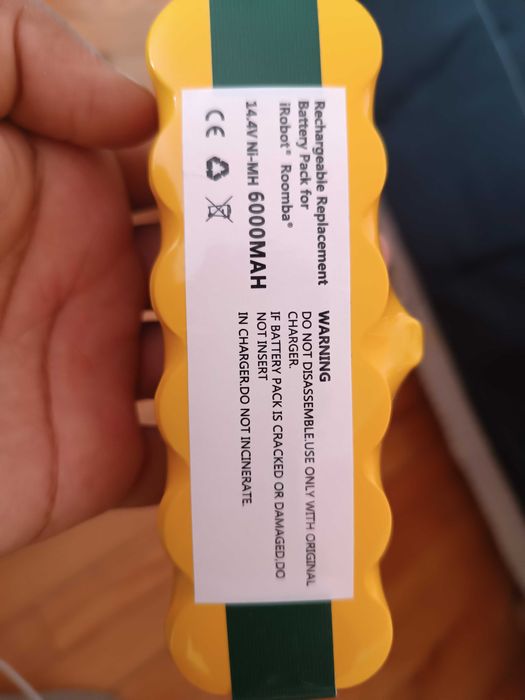 Rechargeable Replacement
Battery Pack for
iRobot® Roomba®
14.4V Ni-MH 6000MAH
CE
WARNING
DO NOT DISASSEMBLE.USE ONLY WITH ORIGINAL
CHARGER.
IF BATTERY PACK IS CRACKED OR DAMAGED,DO
NOT INSERT
IN CHARGER.DO NOT INCINERATE.